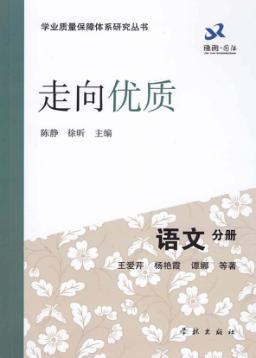 学业质量保障体系研究丛书
走向优质
陈静 徐昕 主编
语文 分册
王爱芹 杨艳霞 谭娜 等著
学林出版社